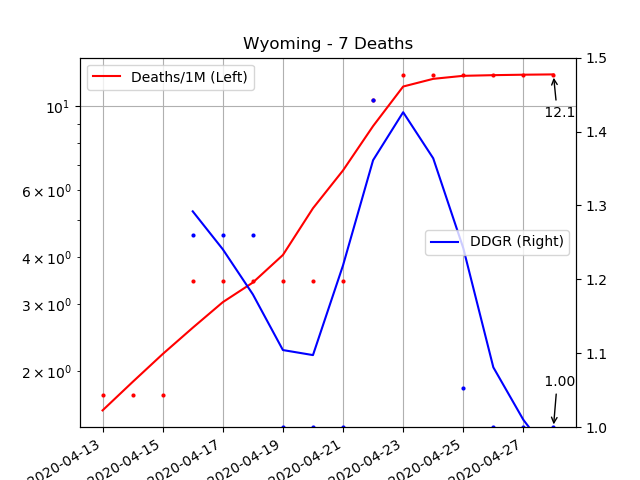 Wyoming - 7 Deaths
Deaths/1M (Left)
DDGR (Right)
12.1
1.00
10¹
6 × 10⁰
4 × 10⁰
3 × 10⁰
2 × 10⁰
1.5
1.4
1.3
1.2
1.1
1.0
2020-04-13
2020-04-15
2020-04-17
2020-04-19
2020-04-21
2020-04-23
2020-04-25
2020-04-27